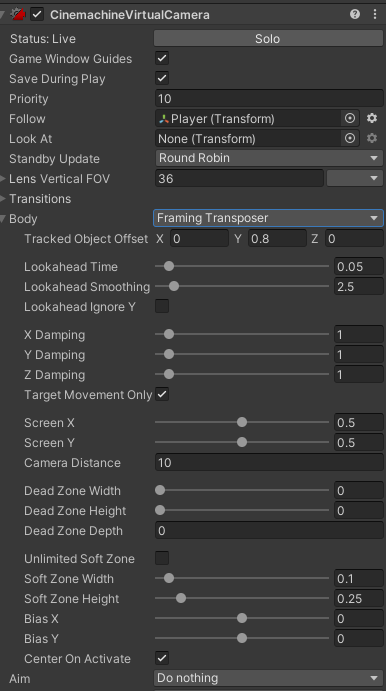 CinemachineVirtualCamera
Status: Live Solo
Game Window Guides
Save During Play
Priority 10
Follow Player (Transform)
Look At None (Transform)
Standby Update Round Robin
Lens Vertical FOV 36
Transitions
Body Framing Transposer
Tracked Object Offset X 0 Y 0.8 Z 0
Lookahead Time 0.05
Lookahead Smoothing 2.5
Lookahead Ignore Y
X Damping 1
Y Damping 1
Z Damping 1
Target Movement Only
Screen X 0.5
Screen Y 0.5
Camera Distance 10
Dead Zone Width 0
Dead Zone Height 0
Dead Zone Depth 0
Unlimited Soft Zone
Soft Zone Width 0.1
Soft Zone Height 0.25
Bias X 0
Bias Y 0
Center On Activate
Aim Do nothing